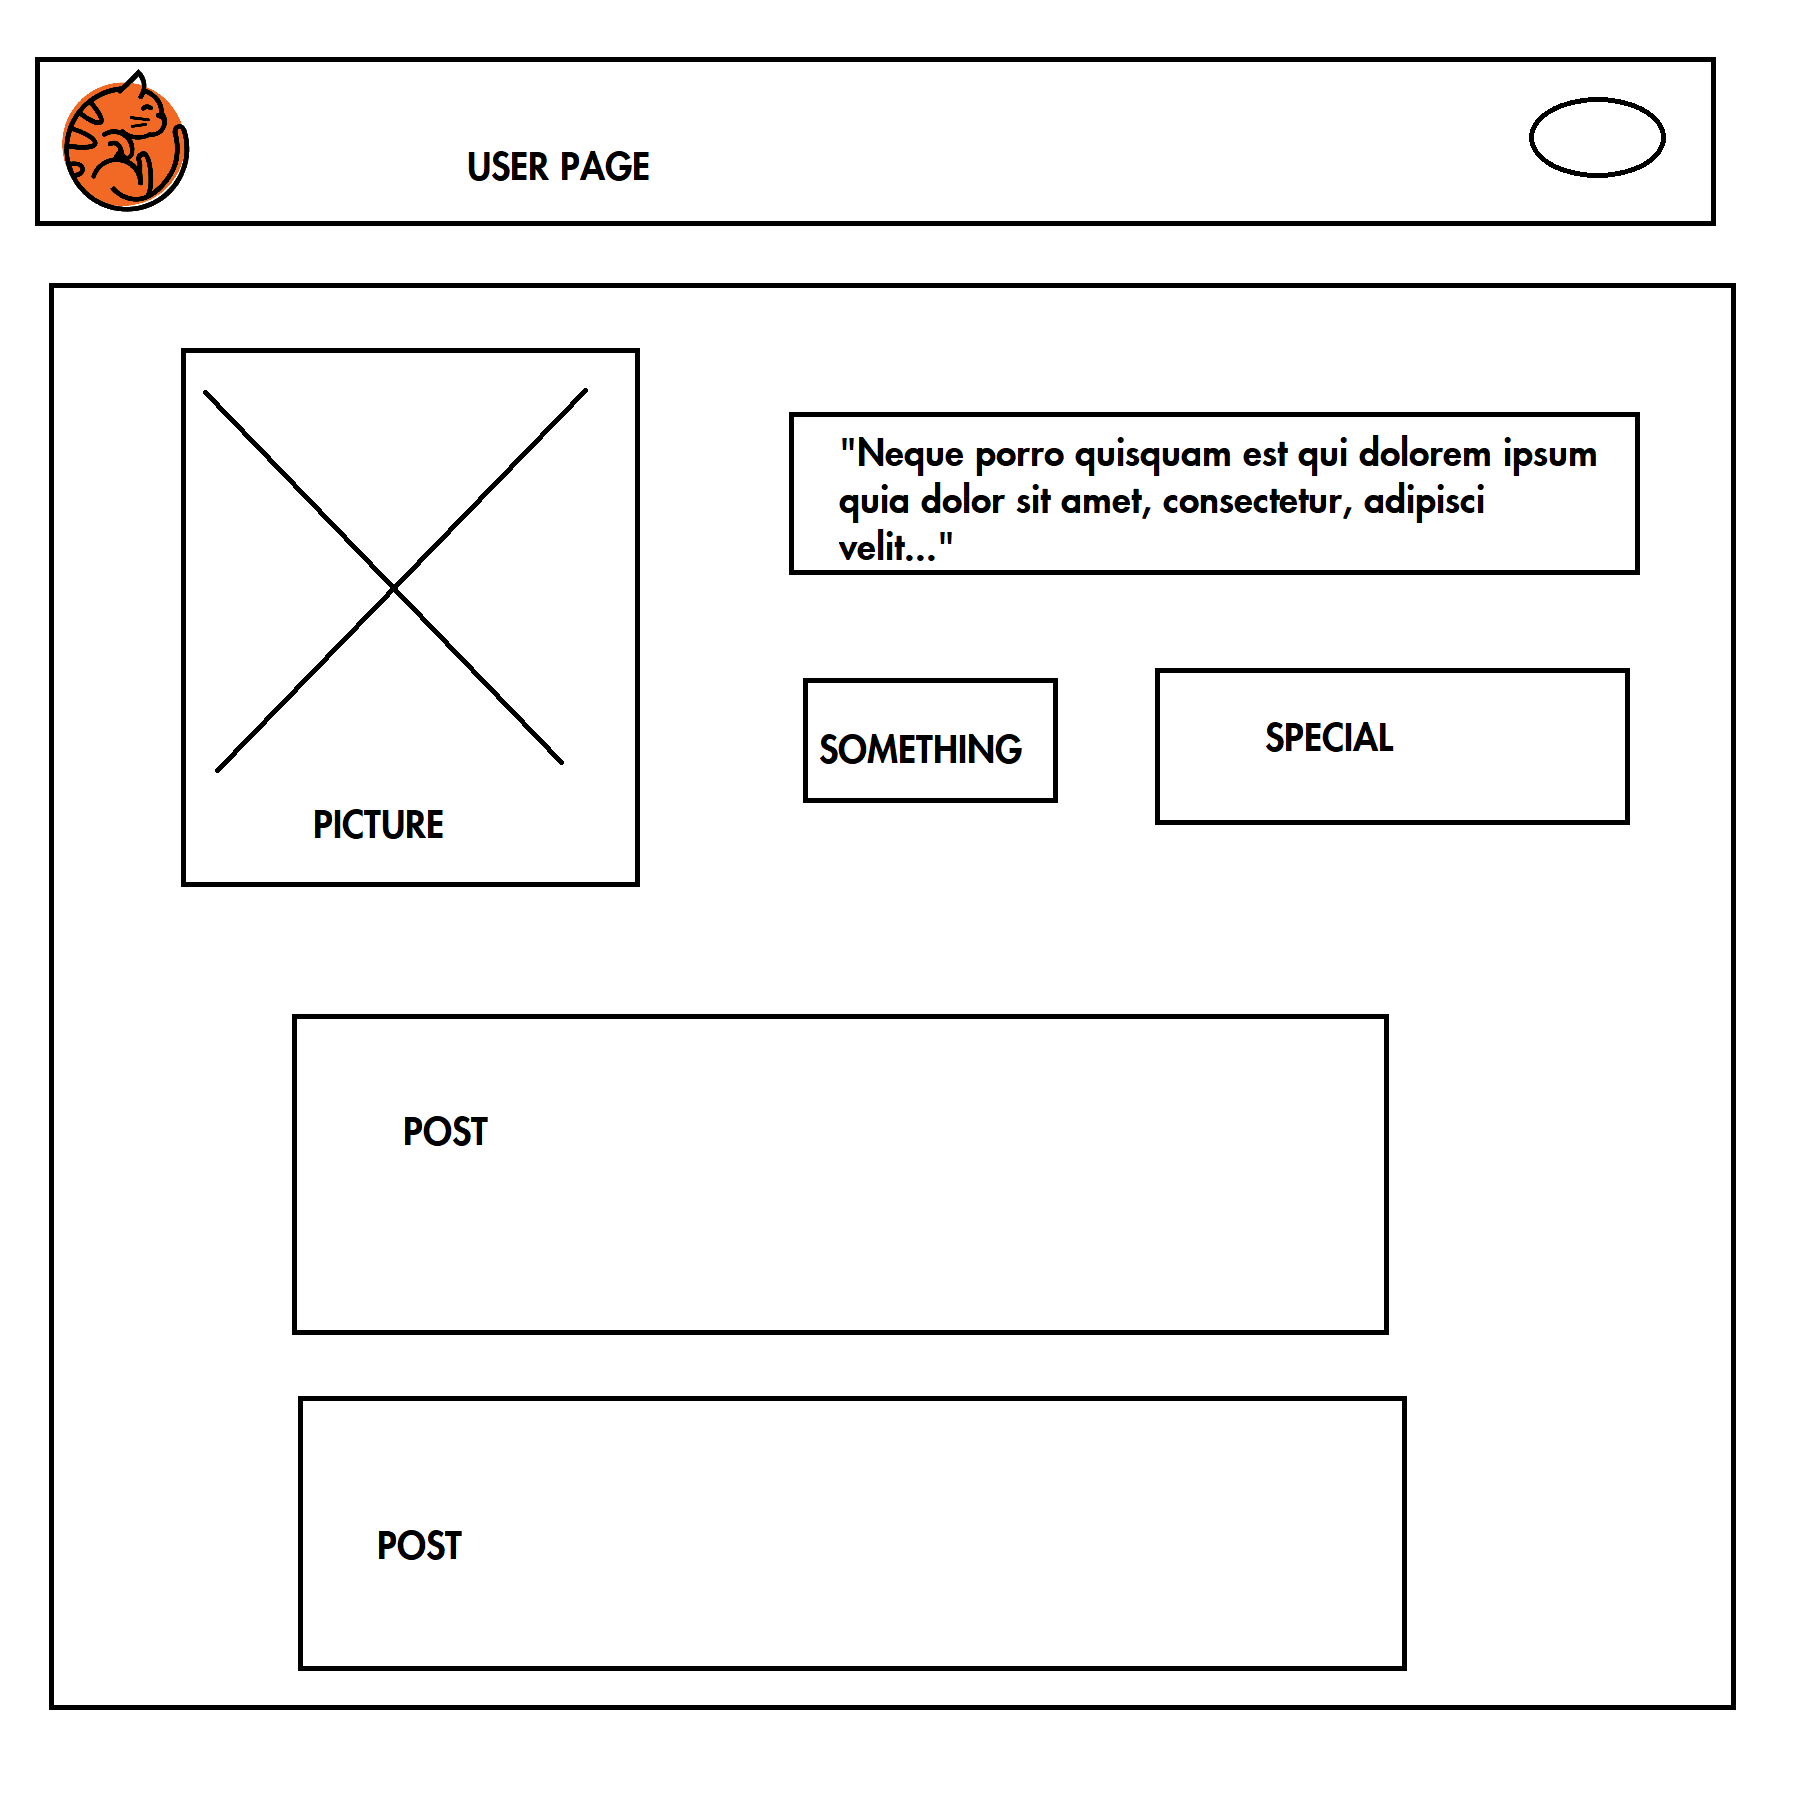 USER PAGE
"Neque porro quisquam est qui dolorem ipsum
quia dolor sit amet, consectetur, adipisci
velit..."
SOMETHING
SPECIAL
PICTURE
POST
POST